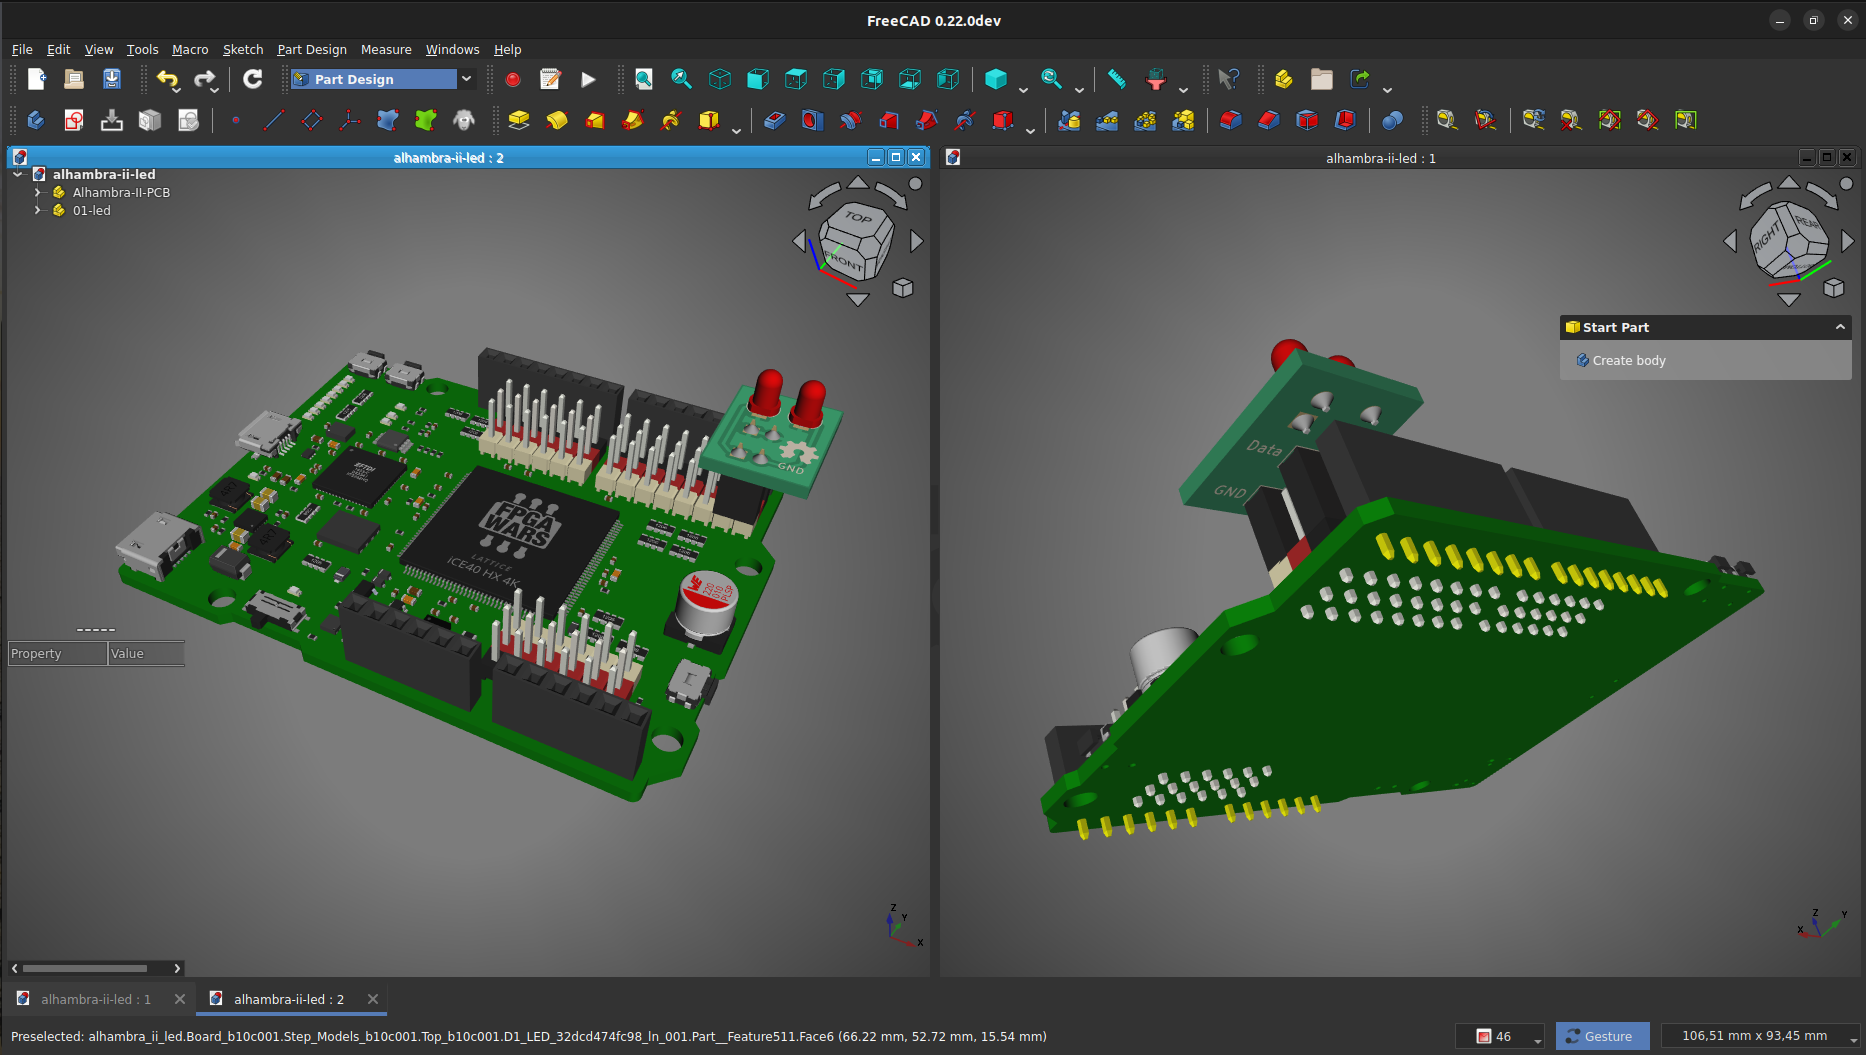 FreeCAD 0.22.0dev
File Edit View Tools Macro Sketch Part Design Measure Windows Help
Part Design
alhambra-ii-led : 2
alhambra-ii-led : 1
alhambra-ii-led
Alhambra-II-PCB
01-led
TOP
FRONT
RIGHT
REAR
Start Part
Create body
GND
FTDI
FPGA
WARS
LATTICE
iCE40 HX 4K
220
Data
GND
Property
Value
Z
Y
X
Z
Y
X
alhambra-ii-led : 1
alhambra-ii-led : 2
Preselected: alhambra_ii_led.Board_b10c001.Step_Models_b10c001.Top_b10c001.D1_LED_32dcd474fc98_ln_001.Part__Feature511.Face6 (66.22 mm, 52.72 mm, 15.54 mm)
46
Gesture
106,51 mm x 93,45 mm